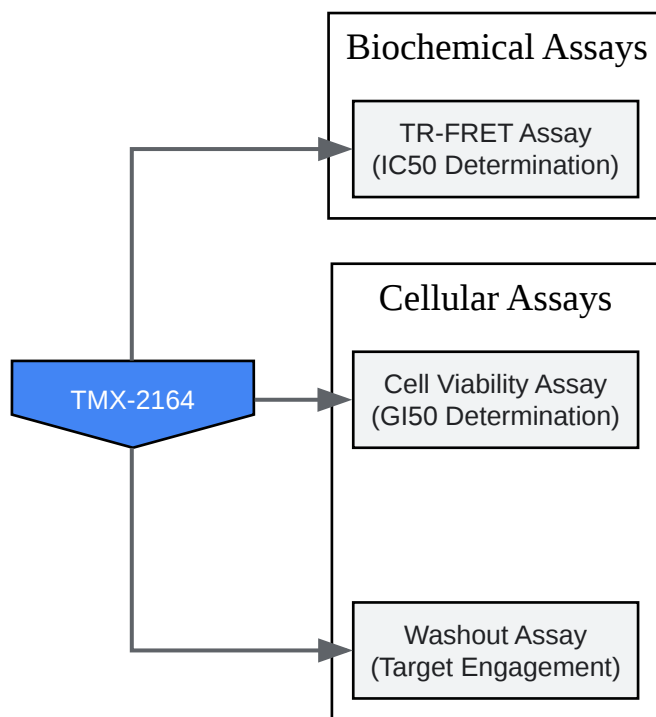 Biochemical Assays
TR-FRET Assay
(IC50 Determination)
Cellular Assays
TMX-2164
Cell Viability Assay
(GI50 Determination)
Washout Assay
(Target Engagement)